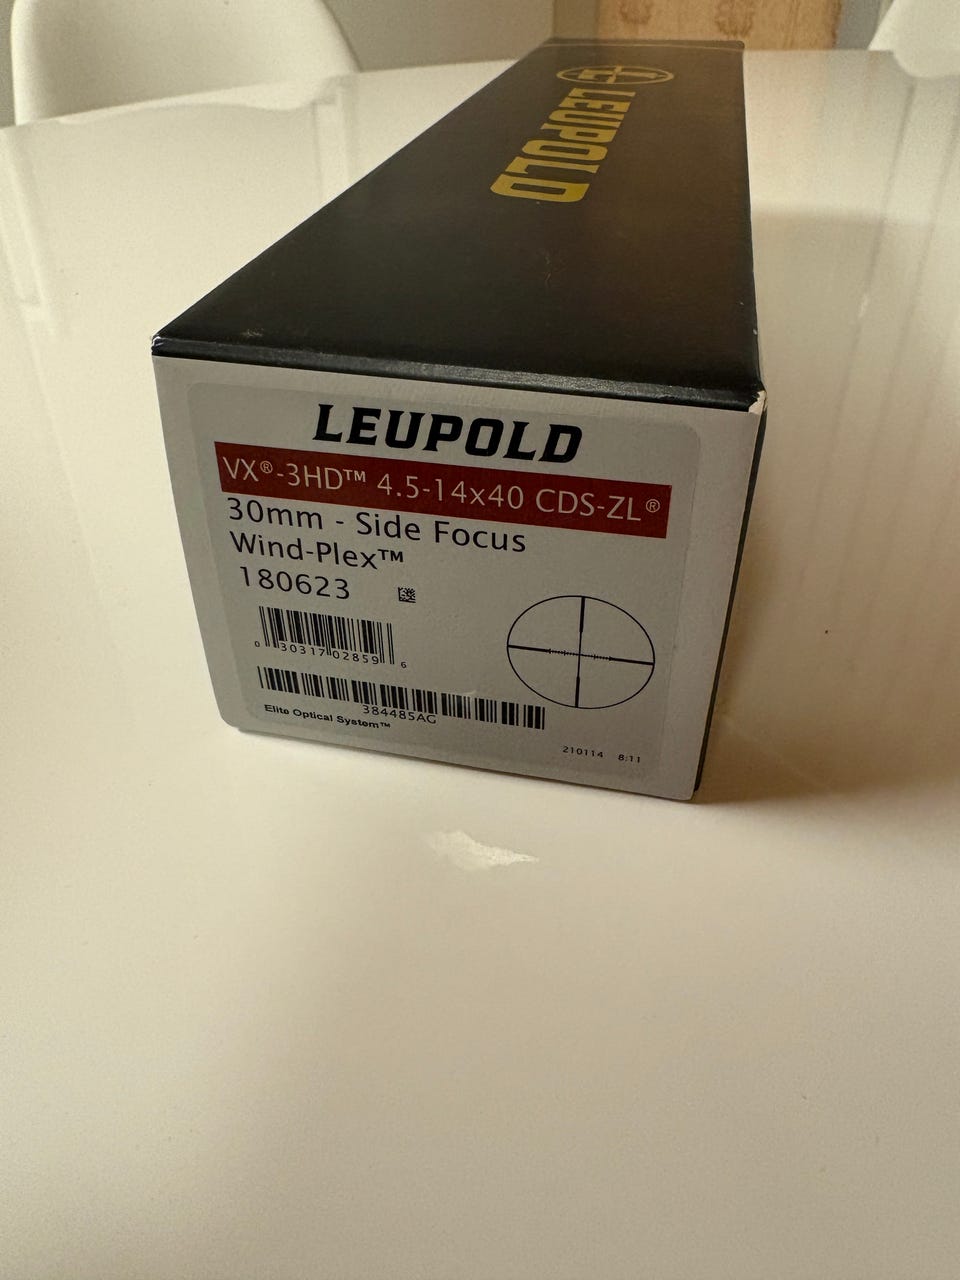 LEUPOLD
LEUPOLD
VX®-3HD™ 4.5-14x40 CDS-ZL®
30mm - Side Focus
Wind-Plex™
180623
0 30317 02859 6
384485AG
Elite Optical System™
210114 8:11